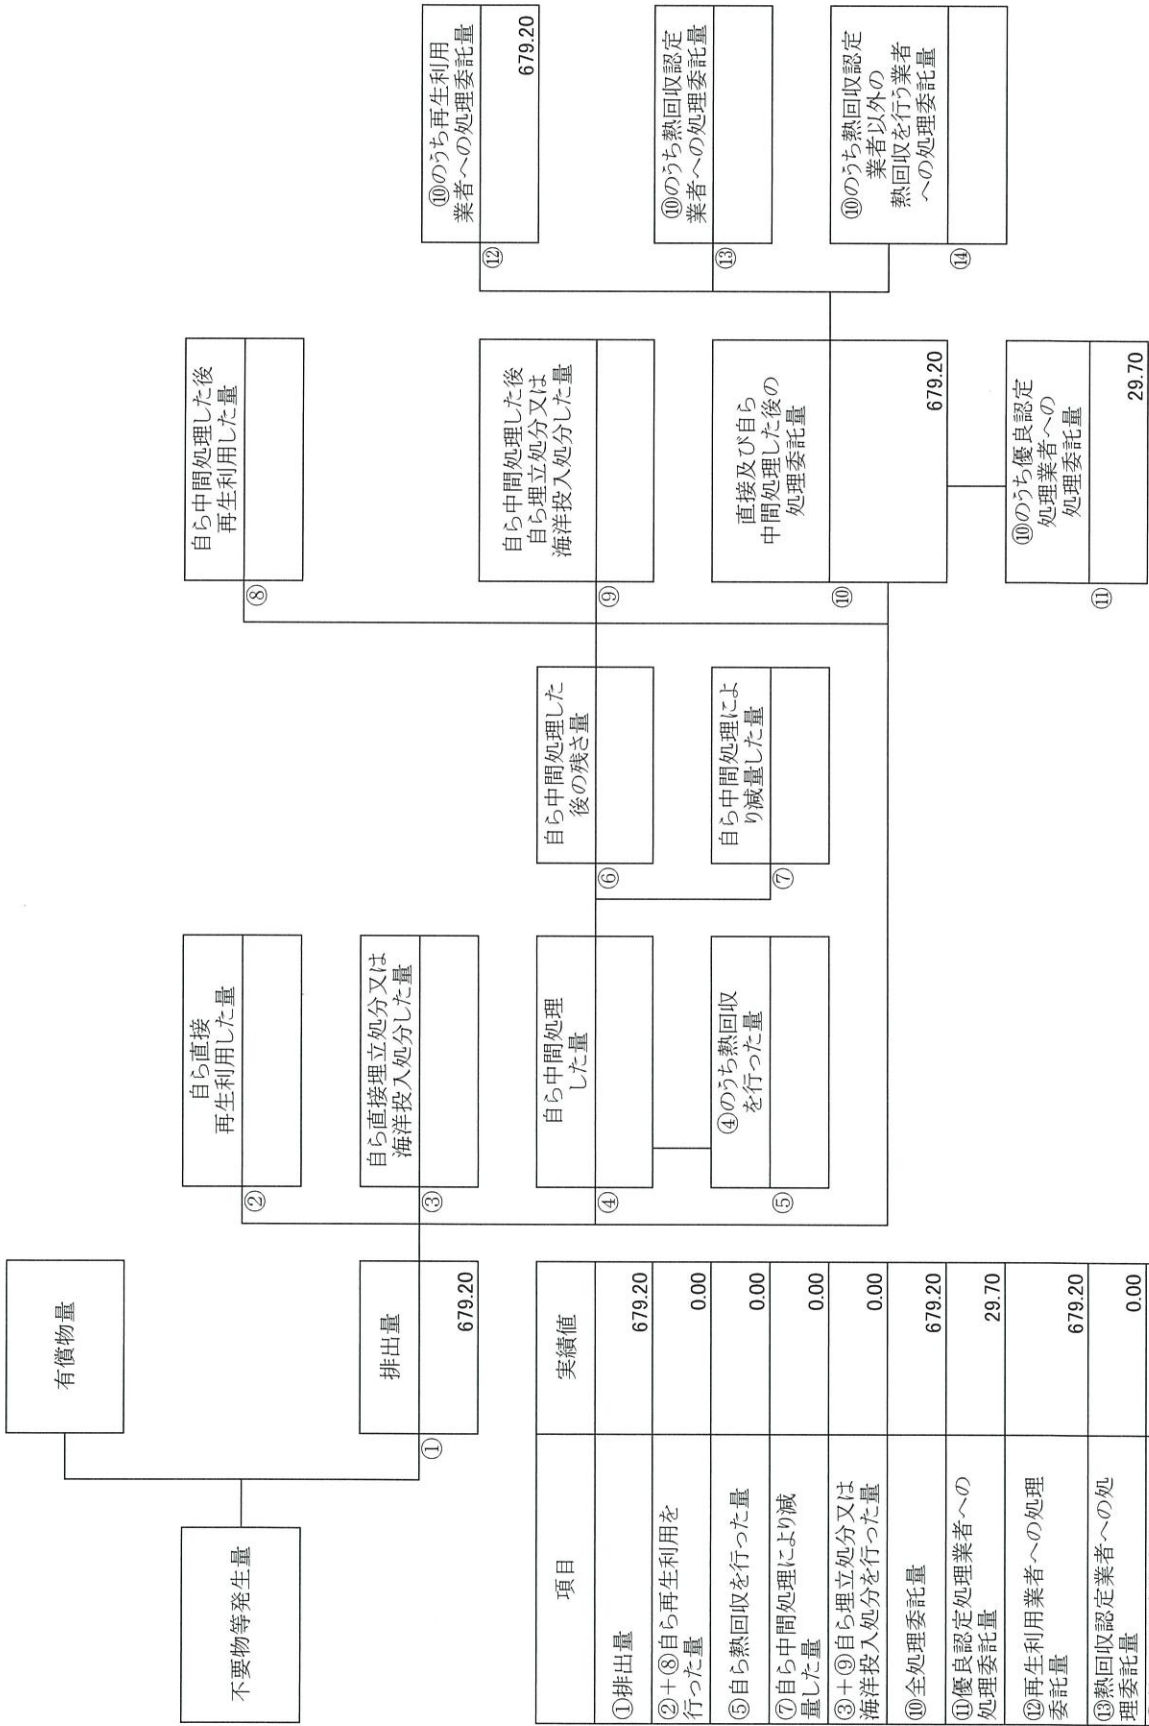 不要物等発生量
有償物量
排出量
①
679.20
自ら直接
再生利用した量
②
自ら直接埋立処分又は
海洋投入処分した量
③
自ら中間処理
した量
④
④のうち熱回収
を行った量
⑤
自ら中間処理した
後の残さ量
⑥
自ら中間処理によ
り減量した量
⑦
自ら中間処理した後
再生利用した量
⑧
自ら中間処理した後
自ら埋立処分又は
海洋投入処分した量
⑨
直接及び自ら
中間処理した後の
処理委託量
⑩
679.20
⑩のうち優良認定
処理業者への
処理委託量
⑪
29.70
⑩のうち再生利用
業者への処理委託量
⑫
679.20
⑩のうち熱回収認定
業者への処理委託量
⑬
⑩のうち熱回収認定
業者以外の
熱回収を行う業者
への処理委託量
⑭
項目 実績値
①排出量 679.20
②+⑧自ら再生利用を
行った量 0.00
⑤自ら熱回収を行った量 0.00
⑦自ら中間処理により減
量した量 0.00
③+⑨自ら埋立処分又は
海洋投入処分を行った量 0.00
⑩全処理委託量 679.20
⑪優良認定処理業者への
処理委託量 29.70
⑫再生利用業者への処理
委託量 679.20
⑬熱回収認定業者への処
理委託量 0.00